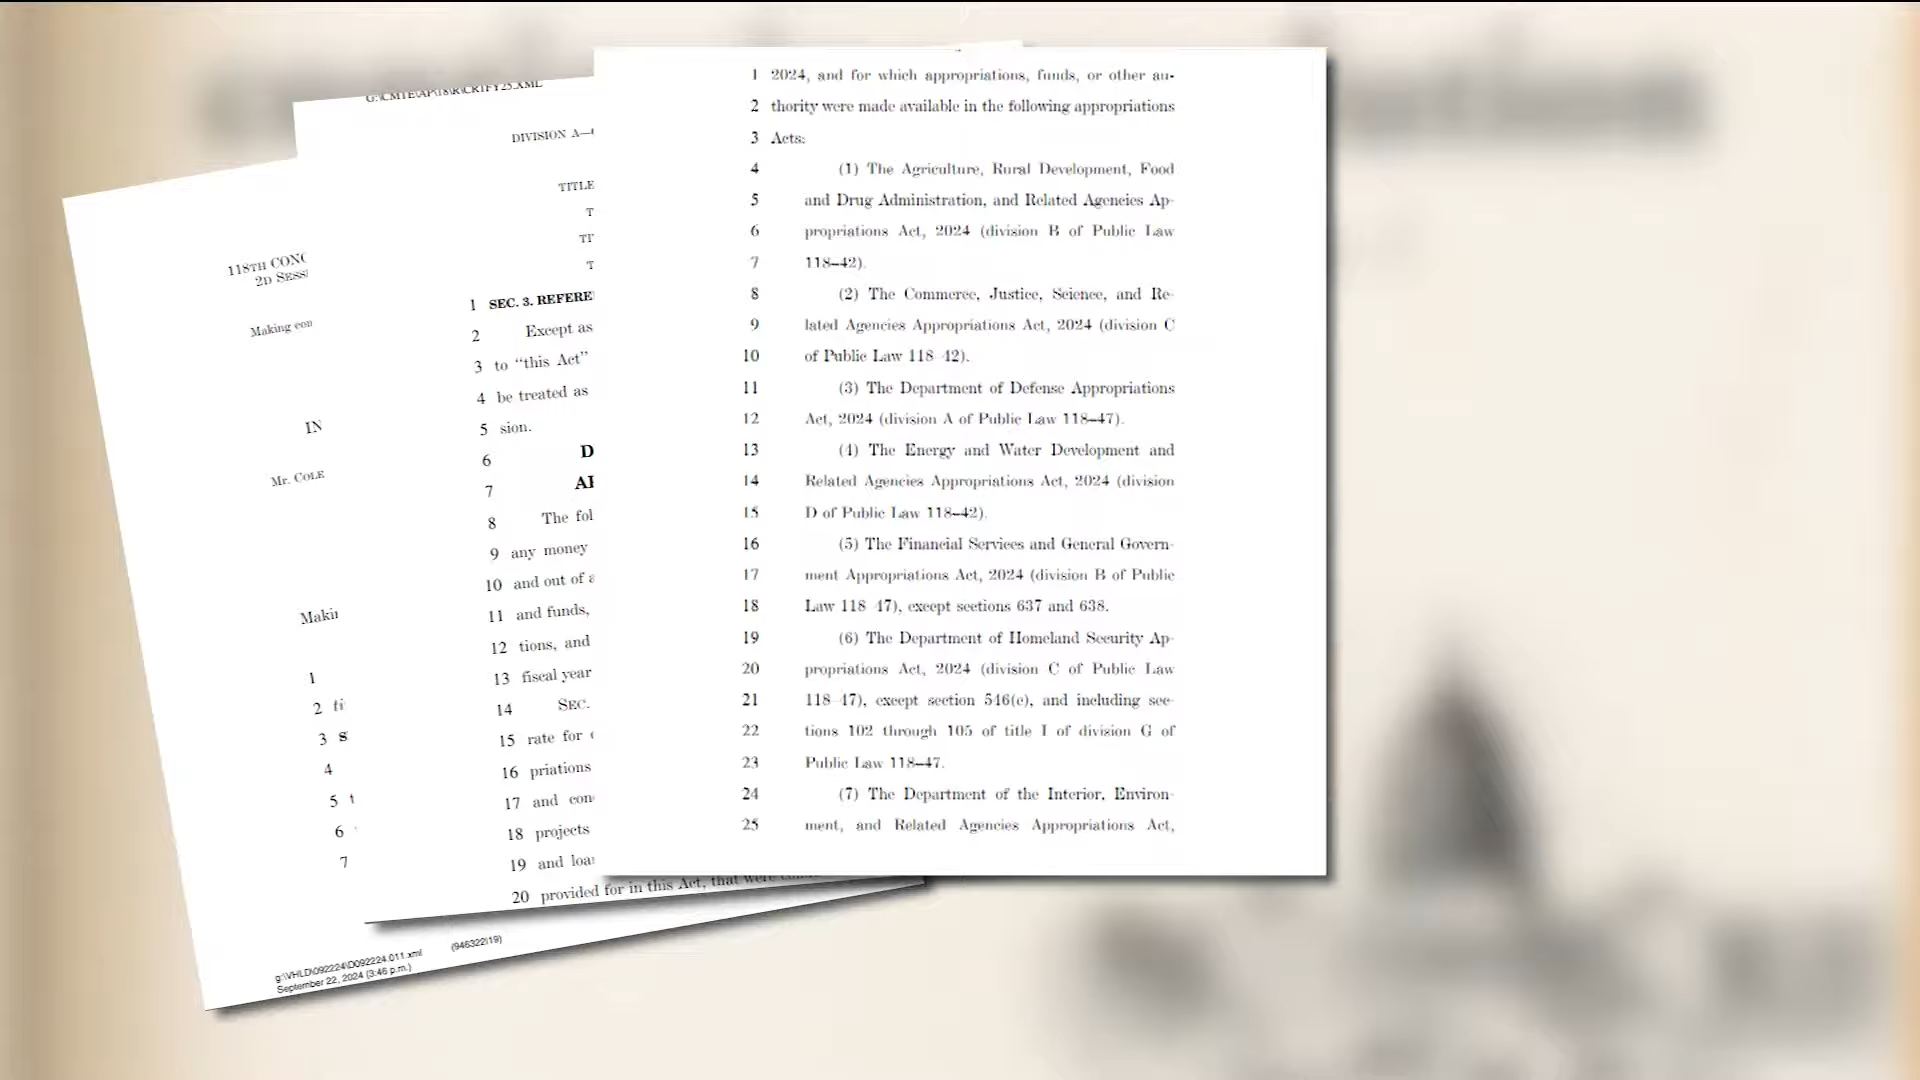 118TH CONG
2D SESS
Making con
IN
Mr. COLE
Makin
1
2 ti
3 s
4
5 t
6
7
g:\VHLD\092224\D092224.011.xml (946322|19)
September 22, 2024 (3:46 p.m.)
G:\CMTE\AP\18\R\CR1FY25.XML
DIVISION A—
TITLE
T
TI
T
1 SEC. 3. REFERE
2 Except as
3 to “this Act”
4 be treated as
5 sion.
6 D
7 AP
8 The fol
9 any money
10 and out of a
11 and funds,
12 tions, and
13 fiscal year
14 SEC.
15 rate for o
16 priations
17 and con
18 projects
19 and loa
20 provided for in this Act, that were
1 2024, and for which appropriations, funds, or other au-
2 thority were made available in the following appropriations
3 Acts:
4 (1) The Agriculture, Rural Development, Food
5 and Drug Administration, and Related Agencies Ap-
6 propriations Act, 2024 (division B of Public Law
7 118–42).
8 (2) The Commerce, Justice, Science, and Re-
9 lated Agencies Appropriations Act, 2024 (division C
10 of Public Law 118–42).
11 (3) The Department of Defense Appropriations
12 Act, 2024 (division A of Public Law 118–47).
13 (4) The Energy and Water Development and
14 Related Agencies Appropriations Act, 2024 (division
15 D of Public Law 118–42).
16 (5) The Financial Services and General Govern-
17 ment Appropriations Act, 2024 (division B of Public
18 Law 118–47), except sections 637 and 638.
19 (6) The Department of Homeland Security Ap-
20 propriations Act, 2024 (division C of Public Law
21 118–47), except section 546(e), and including sec-
22 tions 102 through 105 of title I of division G of
23 Public Law 118–47.
24 (7) The Department of the Interior, Environ-
25 ment, and Related Agencies Appropriations Act,